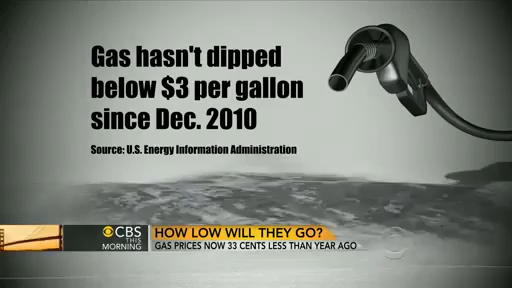 Gas hasn't dipped
below $3 per gallon
since Dec. 2010
Source: U.S. Energy Information Administration
CBS
THIS
MORNING
HOW LOW WILL THEY GO?
GAS PRICES NOW 33 CENTS LESS THAN YEAR AGO